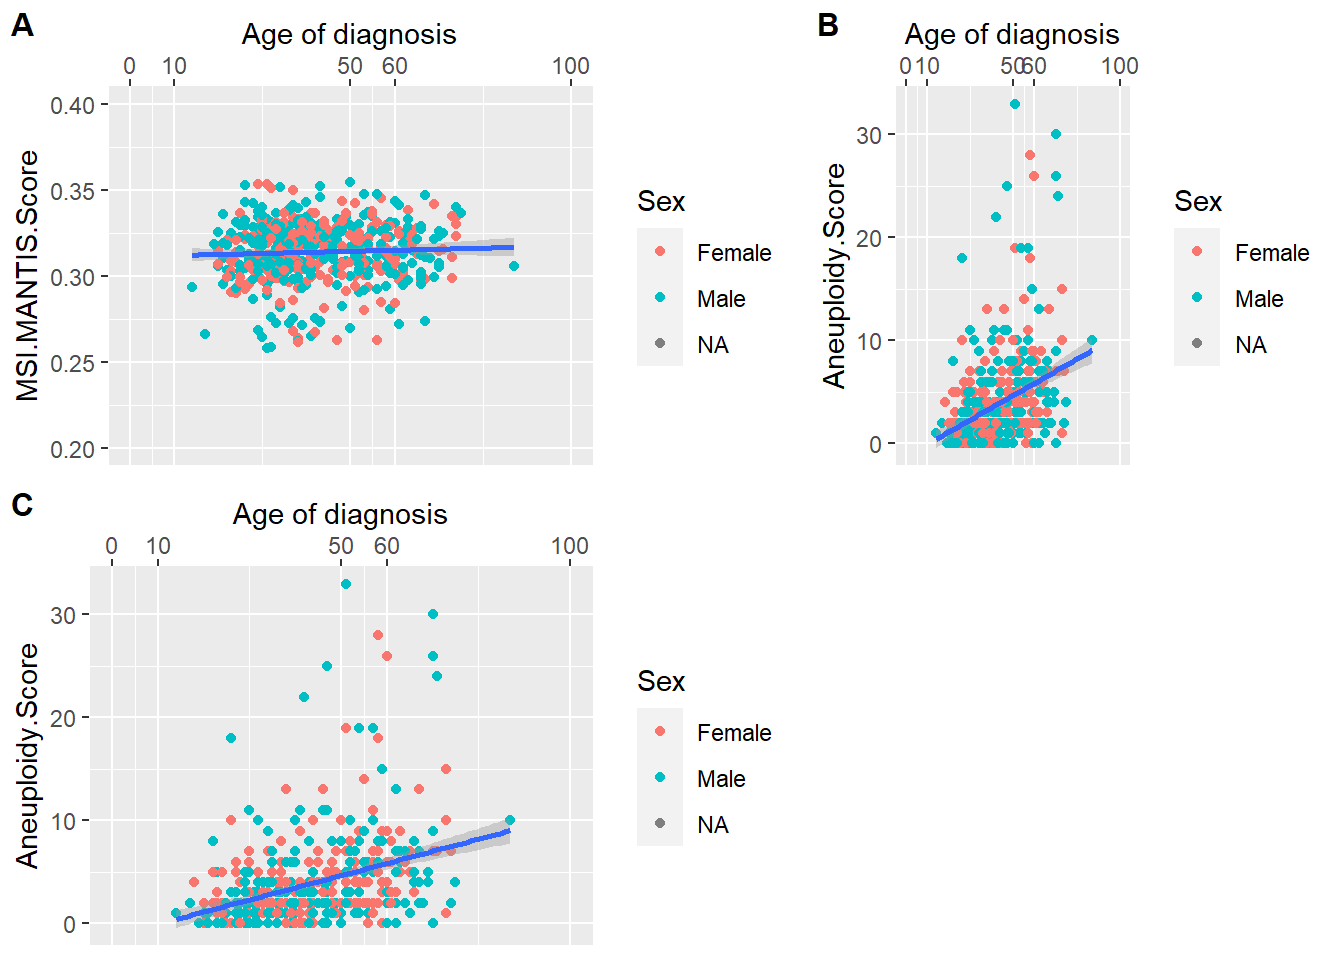 A
Age of diagnosis
0 10 50 60 100
0.40
0.35
0.30
0.25
0.20
MSI.MANTIS.Score
Sex
Female
Male
NA
B
Age of diagnosis
0 10 50 60 100
30
20
10
0
Aneuploidy.Score
Sex
Female
Male
NA
C
Age of diagnosis
0 10 50 60 100
30
20
10
0
Aneuploidy.Score
Sex
Female
Male
NA